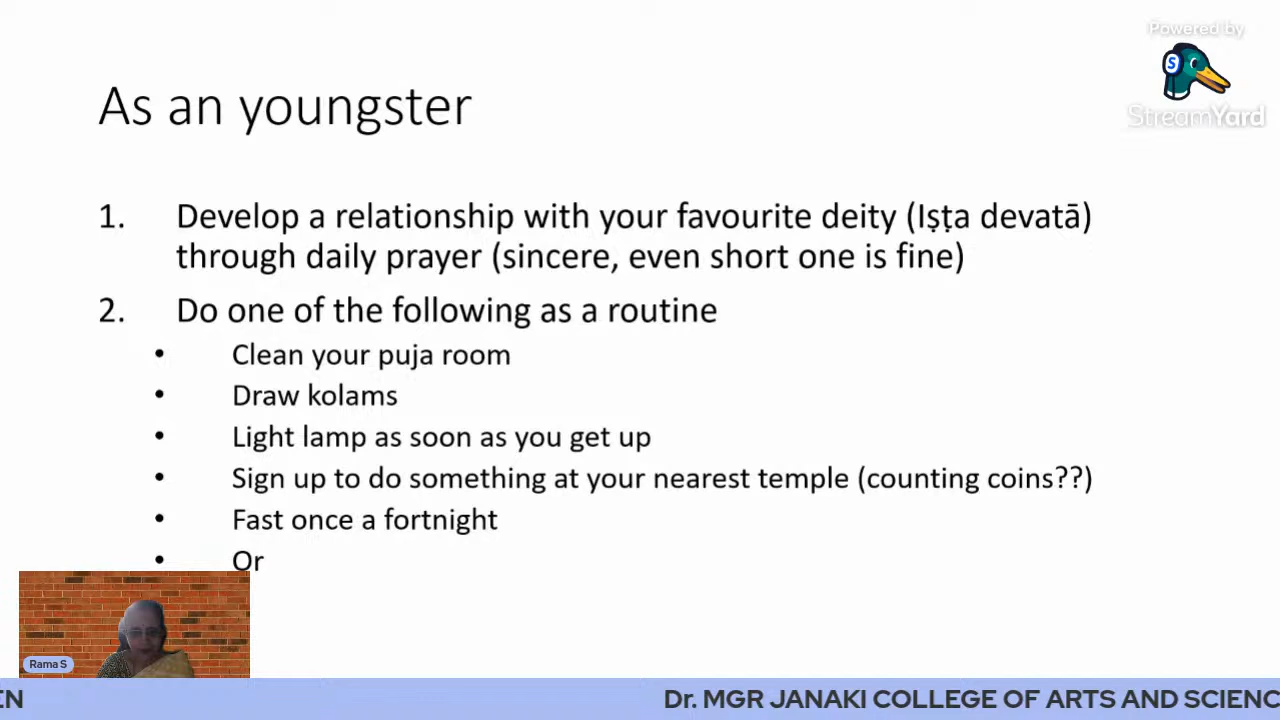 Powered by
StreamYard
As an youngster
1. Develop a relationship with your favourite deity (Iṣṭa devatā)
through daily prayer (sincere, even short one is fine)
2. Do one of the following as a routine
• Clean your puja room
• Draw kolams
• Light lamp as soon as you get up
• Sign up to do something at your nearest temple (counting coins??)
• Fast once a fortnight
• Or
Rama S
EN Dr. MGR JANAKI COLLEGE OF ARTS AND SCIENC